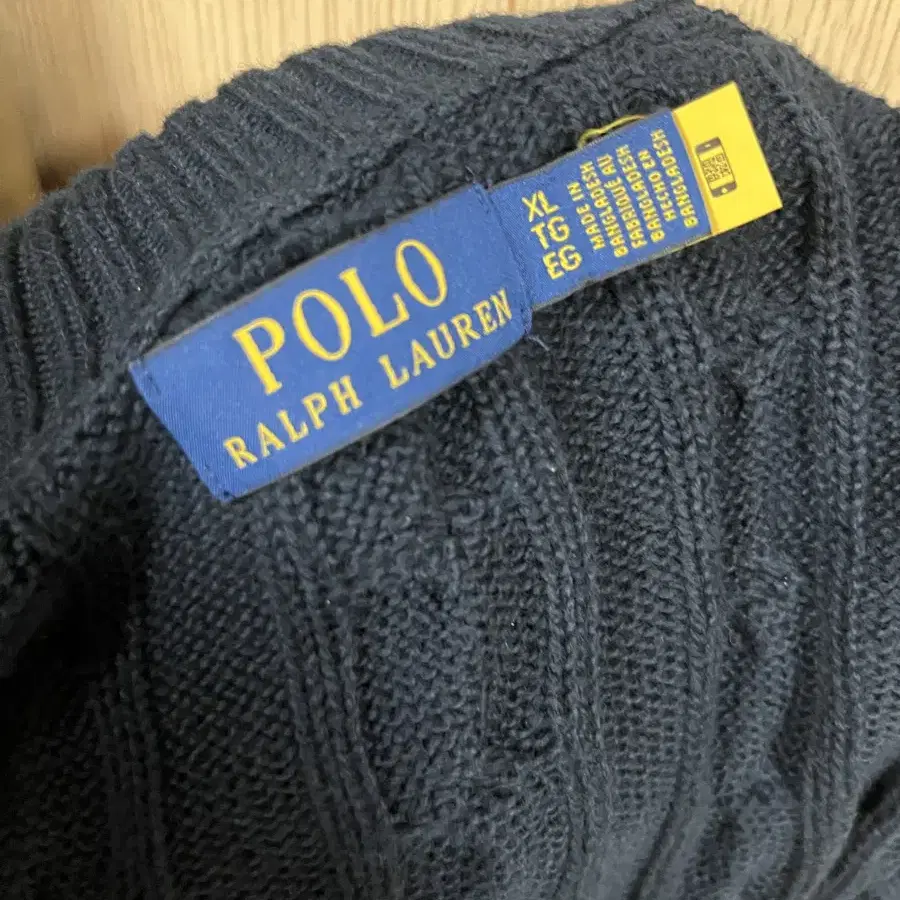 POLO
RALPH LAUREN
XL
TG
EG
MADE IN
BANGLADESH
FABRIQUÉ AU
BANGLADESH
HECHO EN
BANGLADESH